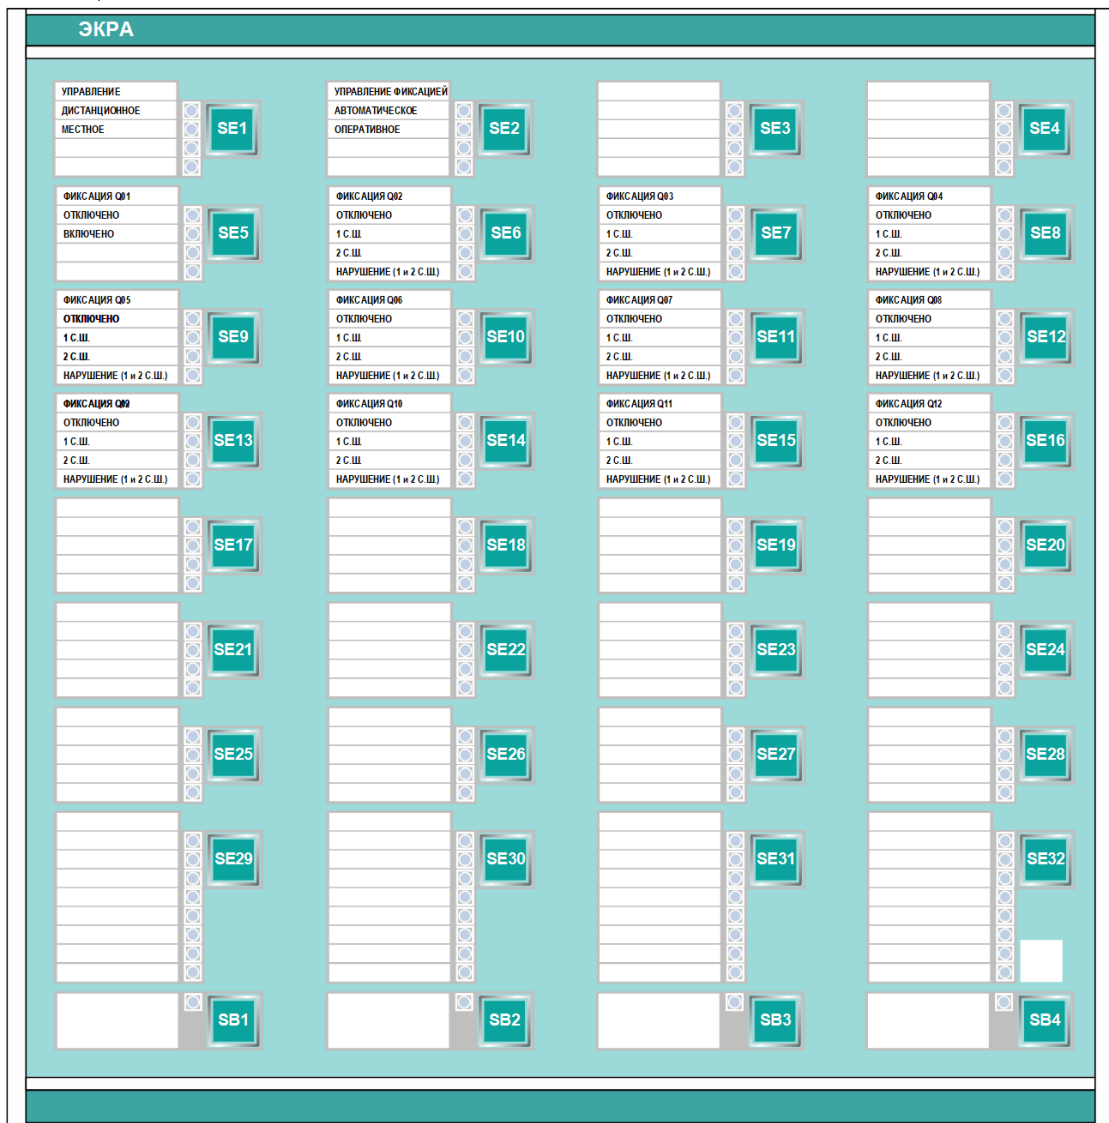 ЭКРА
УПРАВЛЕНИЕ
ДИСТАНЦИОННОЕ
МЕСТНОЕ
SE1
УПРАВЛЕНИЕ ФИКСАЦИЕЙ
АВТОМАТИЧЕСКОЕ
ОПЕРАТИВНОЕ
SE2
SE3
SE4
ФИКСАЦИЯ Q01
ОТКЛЮЧЕНО
ВКЛЮЧЕНО
SE5
ФИКСАЦИЯ Q02
ОТКЛЮЧЕНО
1 С.Ш.
2 С.Ш.
НАРУШЕНИЕ (1 и 2 С.Ш.)
SE6
ФИКСАЦИЯ Q03
ОТКЛЮЧЕНО
1 С.Ш.
2 С.Ш.
НАРУШЕНИЕ (1 и 2 С.Ш.)
SE7
ФИКСАЦИЯ Q04
ОТКЛЮЧЕНО
1 С.Ш.
2 С.Ш.
НАРУШЕНИЕ (1 и 2 С.Ш.)
SE8
ФИКСАЦИЯ Q05
ОТКЛЮЧЕНО
1 С.Ш.
2 С.Ш.
НАРУШЕНИЕ (1 и 2 С.Ш.)
SE9
ФИКСАЦИЯ Q06
ОТКЛЮЧЕНО
1 С.Ш.
2 С.Ш.
НАРУШЕНИЕ (1 и 2 С.Ш.)
SE10
ФИКСАЦИЯ Q07
ОТКЛЮЧЕНО
1 С.Ш.
2 С.Ш.
НАРУШЕНИЕ (1 и 2 С.Ш.)
SE11
ФИКСАЦИЯ Q08
ОТКЛЮЧЕНО
1 С.Ш.
2 С.Ш.
НАРУШЕНИЕ (1 и 2 С.Ш.)
SE12
ФИКСАЦИЯ Q09
ОТКЛЮЧЕНО
1 С.Ш.
2 С.Ш.
НАРУШЕНИЕ (1 и 2 С.Ш.)
SE13
ФИКСАЦИЯ Q10
ОТКЛЮЧЕНО
1 С.Ш.
2 С.Ш.
НАРУШЕНИЕ (1 и 2 С.Ш.)
SE14
ФИКСАЦИЯ Q11
ОТКЛЮЧЕНО
1 С.Ш.
2 С.Ш.
НАРУШЕНИЕ (1 и 2 С.Ш.)
SE15
ФИКСАЦИЯ Q12
ОТКЛЮЧЕНО
1 С.Ш.
2 С.Ш.
НАРУШЕНИЕ (1 и 2 С.Ш.)
SE16
SE17
SE18
SE19
SE20
SE21
SE22
SE23
SE24
SE25
SE26
SE27
SE28
SE29
SE30
SE31
SE32
SB1
SB2
SB3
SB4